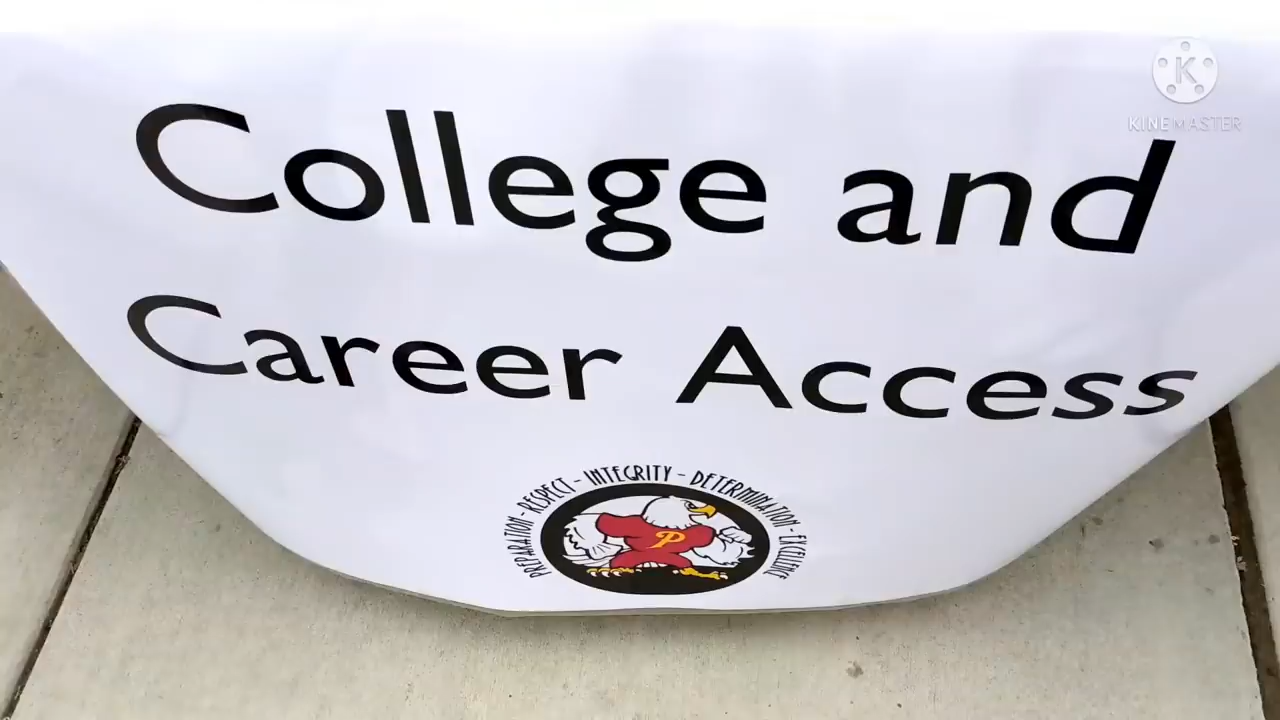 K
KINEMASTER
College and
Career Access
PREPARATION - RESPECT - INTEGRITY - DETERMINATION - EXCELLENCE
P